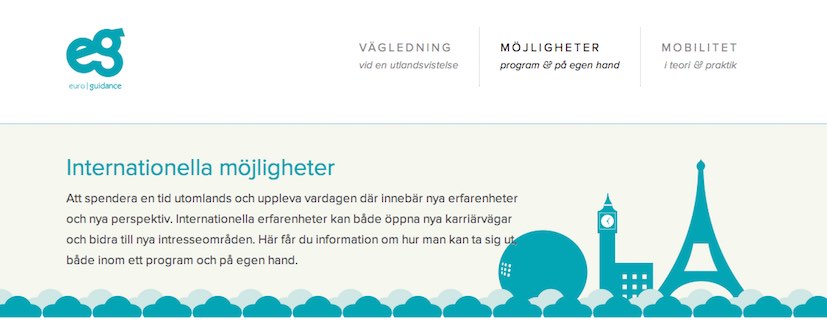 eg
euro|guidance
VÄGLEDNING
vid en utlandsvistelse
MÖJLIGHETER
program & på egen hand
MOBILITET
i teori & praktik
Internationella möjligheter
Att spendera en tid utomlands och uppleva vardagen där innebär nya erfarenheter
och nya perspektiv. Internationella erfarenheter kan både öppna nya karriärvägar
och bidra till nya intresseområden. Här får du information om hur man kan ta sig ut,
både inom ett program och på egen hand.